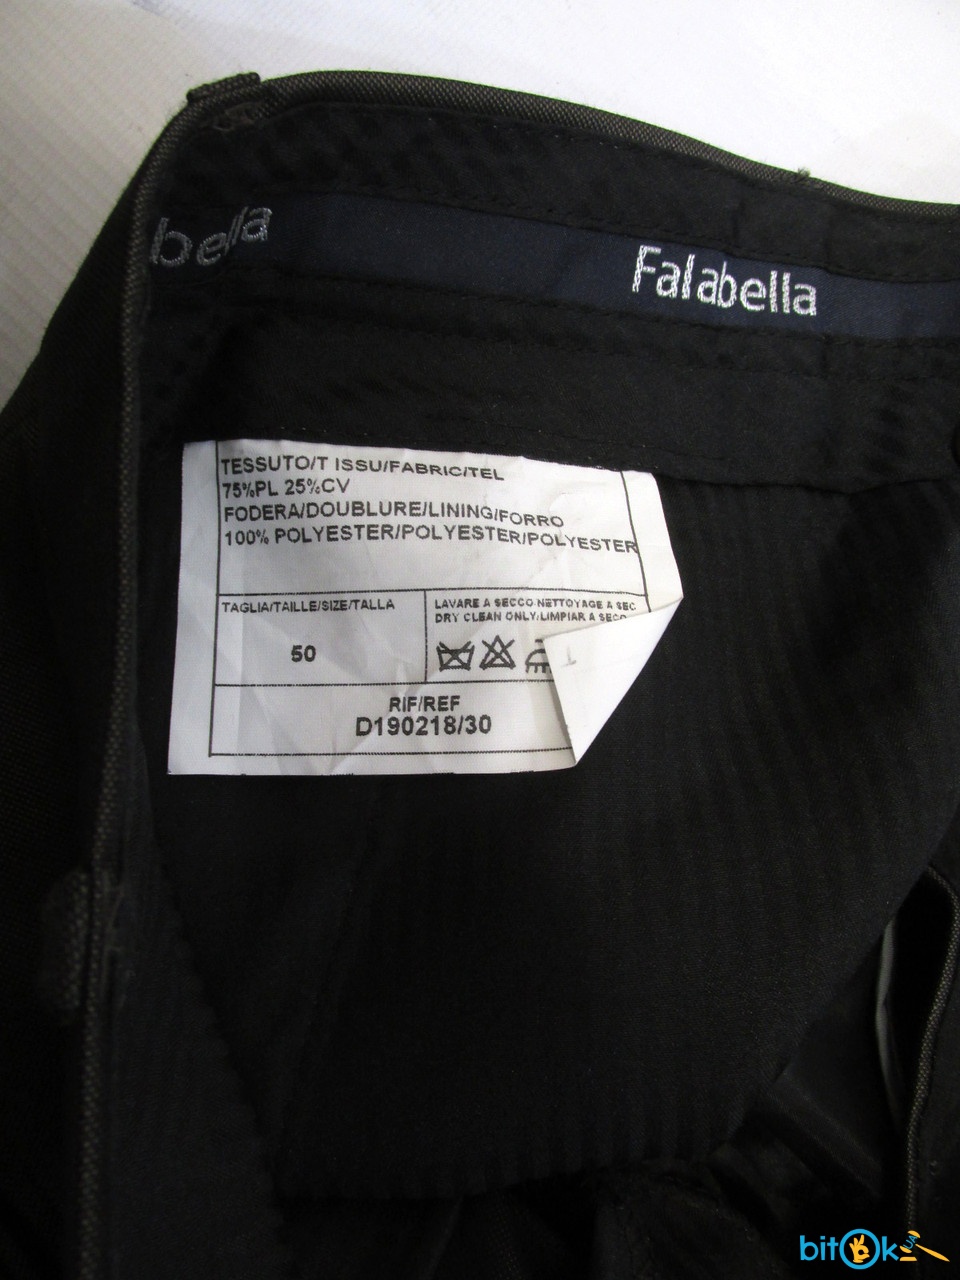 bella
Falabella
TESSUTO/T ISSU/FABRIC/TEL
75%PL 25%CV
FODERA/DOUBLURE/LINING/FORRO
100% POLYESTER/POLYESTER/POLYESTER
TAGLIA/TAILLE/SIZE/TALLA
50
LAVARE A SECCO-NETTOYAGE A SEC
DRY CLEAN ONLY/LIMPIAR A SECO
RIF/REF
D190218/30
bitOk